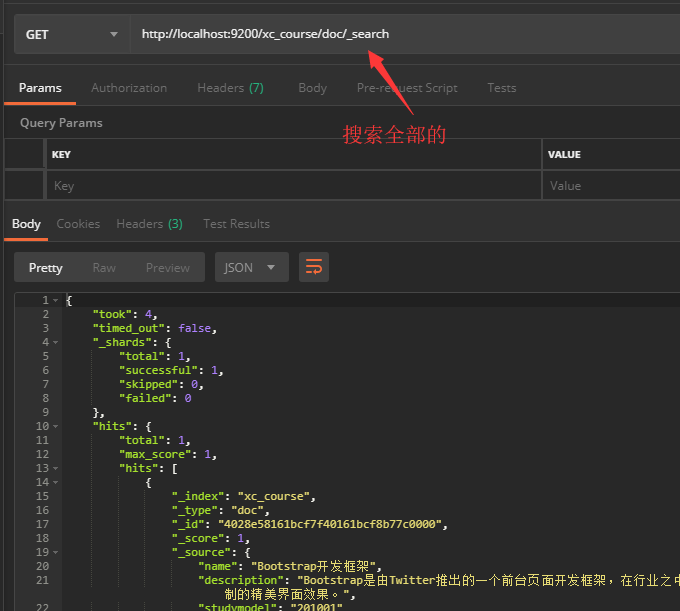 GET http://localhost:9200/xc_course/doc/_search
Params Authorization Headers (7) Body Pre-request Script Tests
搜索全部的
Query Params
KEY VALUE
Key Value
Body Cookies Headers (3) Test Results
Pretty Raw Preview JSON
1 {
2 "took": 4,
3 "timed_out": false,
4 "_shards": {
5 "total": 1,
6 "successful": 1,
7 "skipped": 0,
8 "failed": 0
9 },
10 "hits": {
11 "total": 1,
12 "max_score": 1,
13 "hits": [
14 {
15 "_index": "xc_course",
16 "_type": "doc",
17 "_id": "4028e58161bcf7f40161bcf8b77c0000",
18 "_score": 1,
19 "_source": {
20 "name": "Bootstrap开发框架",
21 "description": "Bootstrap是由Twitter推出的一个前台页面开发框架，在行业之中
制的精美界面效果。",
22 "studymodel": "201001"